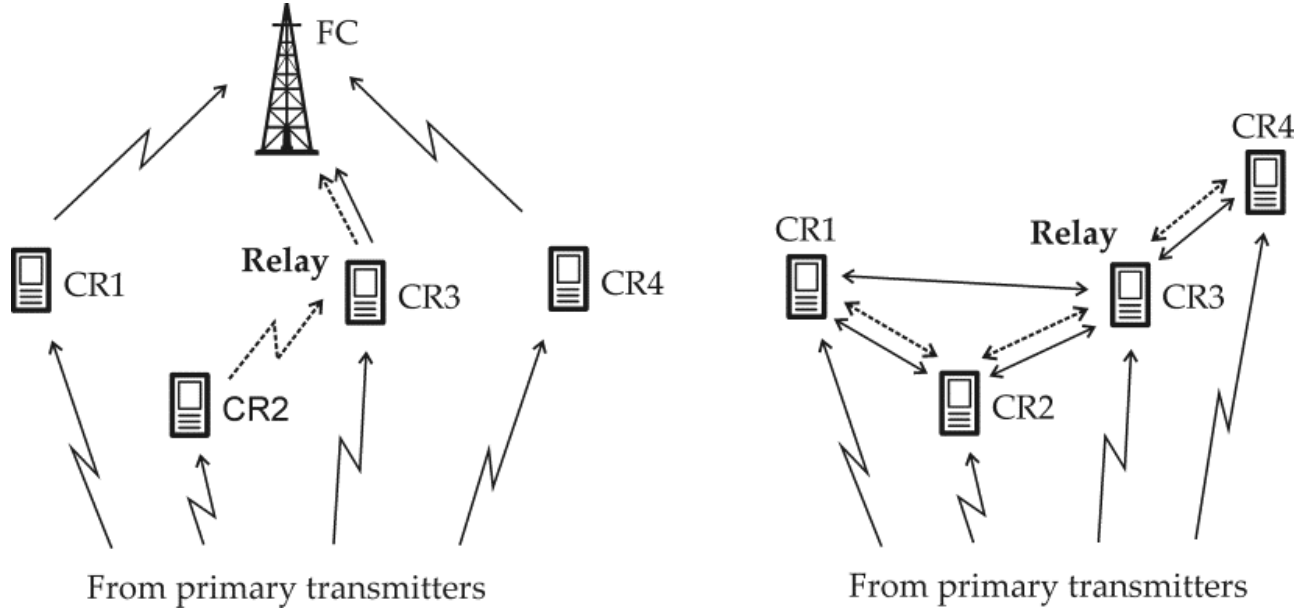 FC
Relay
CR1
CR3
CR4
CR2
From primary transmitters
CR4
CR1
Relay
CR3
CR2
From primary transmitters